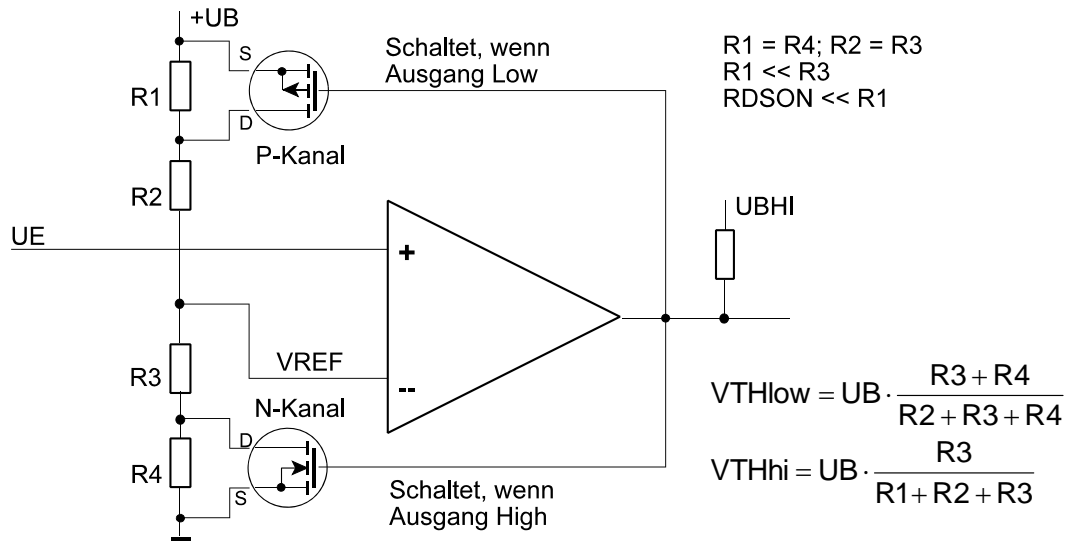 +UB
S
R1
D
P-Kanal
Schaltet, wenn
Ausgang Low
R1 = R4; R2 = R3
R1 << R3
RDSON << R1
R2
UE
+
UBHI
VREF
--
R3
N-Kanal
D
R4
S
Schaltet, wenn
Ausgang High
VTHlow = UB · R3 + R4 / R2 + R3 + R4
VTHhi = UB · R3 / R1 + R2 + R3